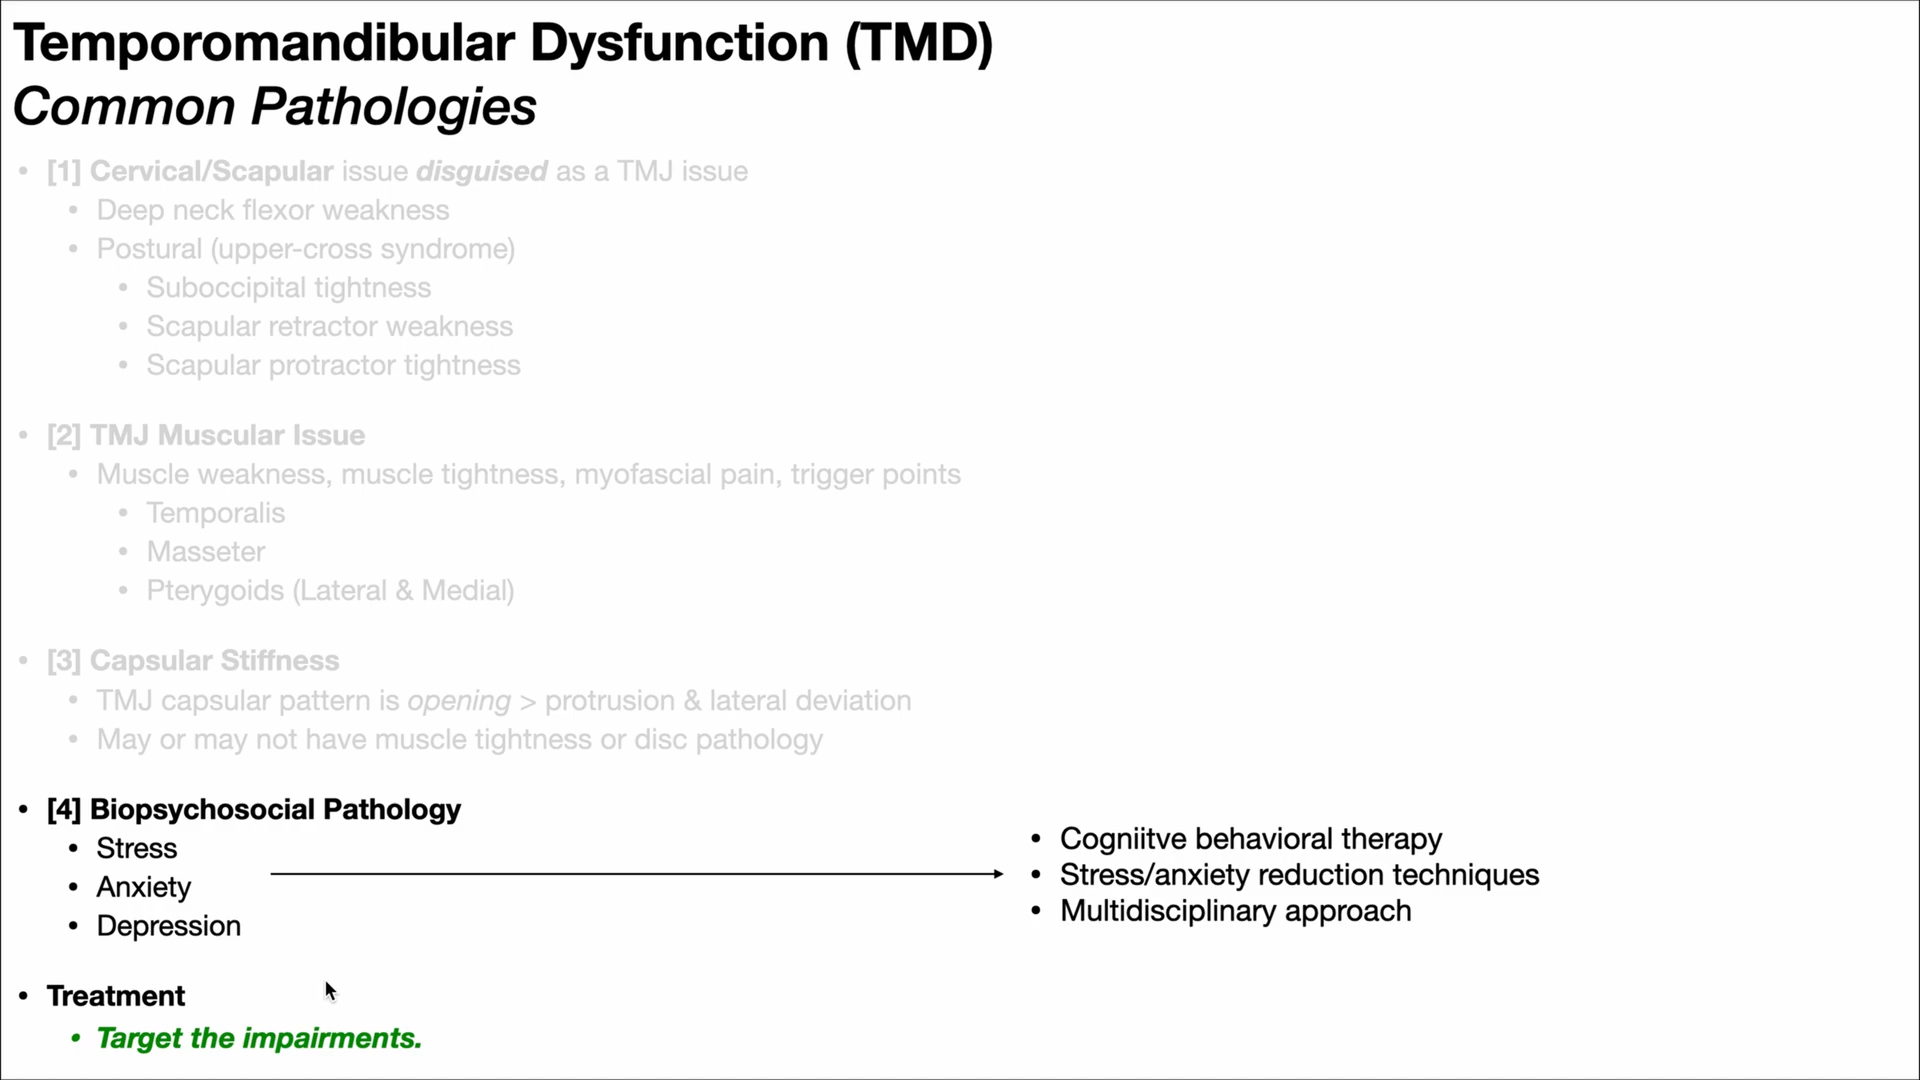 Temporomandibular Dysfunction (TMD)
Common Pathologies
• [1] Cervical/Scapular issue disguised as a TMJ issue
• Deep neck flexor weakness
• Postural (upper-cross syndrome)
• Suboccipital tightness
• Scapular retractor weakness
• Scapular protractor tightness
• [2] TMJ Muscular Issue
• Muscle weakness, muscle tightness, myofascial pain, trigger points
• Temporalis
• Masseter
• Pterygoids (Lateral & Medial)
• [3] Capsular Stiffness
• TMJ capsular pattern is opening > protrusion & lateral deviation
• May or may not have muscle tightness or disc pathology
• [4] Biopsychosocial Pathology
• Stress
• Anxiety
• Depression
• Cogniitve behavioral therapy
• Stress/anxiety reduction techniques
• Multidisciplinary approach
• Treatment
• Target the impairments.